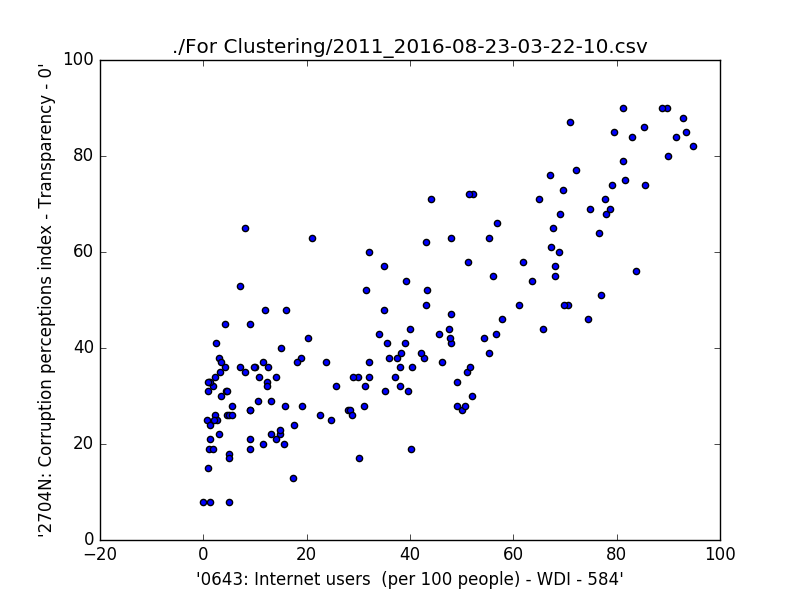 ./For Clustering/2011_2016-08-23-03-22-10.csv
100
80
60
40
20
0
'2704N: Corruption perceptions index - Transparency - 0'
−20 0 20 40 60 80 100
'0643: Internet users (per 100 people) - WDI - 584'